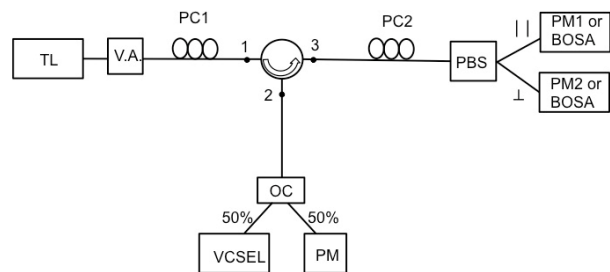 PC1
PC2
TL
V.A.
1
3
2
PBS
||
PM1 or
BOSA
⊥
PM2 or
BOSA
OC
50%
50%
VCSEL
PM